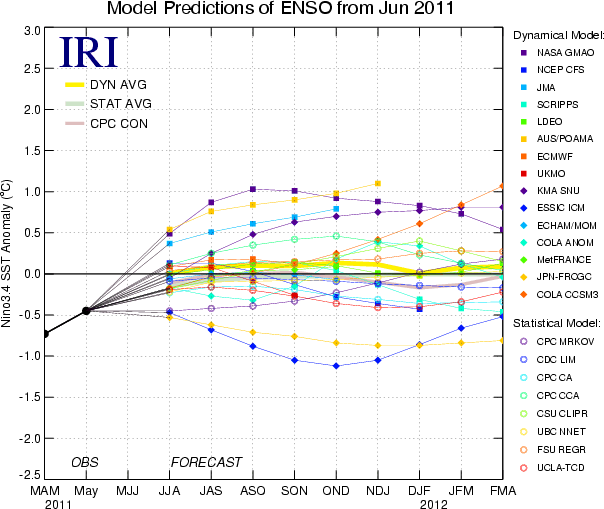 Model Predictions of ENSO from Jun 2011
IRI
DYN AVG
STAT AVG
CPC CON
Nino3.4 SST Anomaly (°C)
3.0
2.5
2.0
1.5
1.0
0.5
0.0
-0.5
-1.0
-1.5
-2.0
-2.5
OBS
FORECAST
MAM May MJJ JJA JAS ASO SON OND NDJ DJF JFM FMA
2011 2012
Dynamical Model:
NASA GMAO
NCEP CFS
JMA
SCRIPPS
LDEO
AUS/POAMA
ECMWF
UKMO
KMA SNU
ESSIC ICM
ECHAM/MOM
COLA ANOM
MetFRANCE
JPN-FRCGC
COLA CCSM3
Statistical Model:
CPC MRKOV
CDC LIM
CPC CA
CPC CCA
CSU CLIPR
UBC NNET
FSU REGR
UCLA-TCD